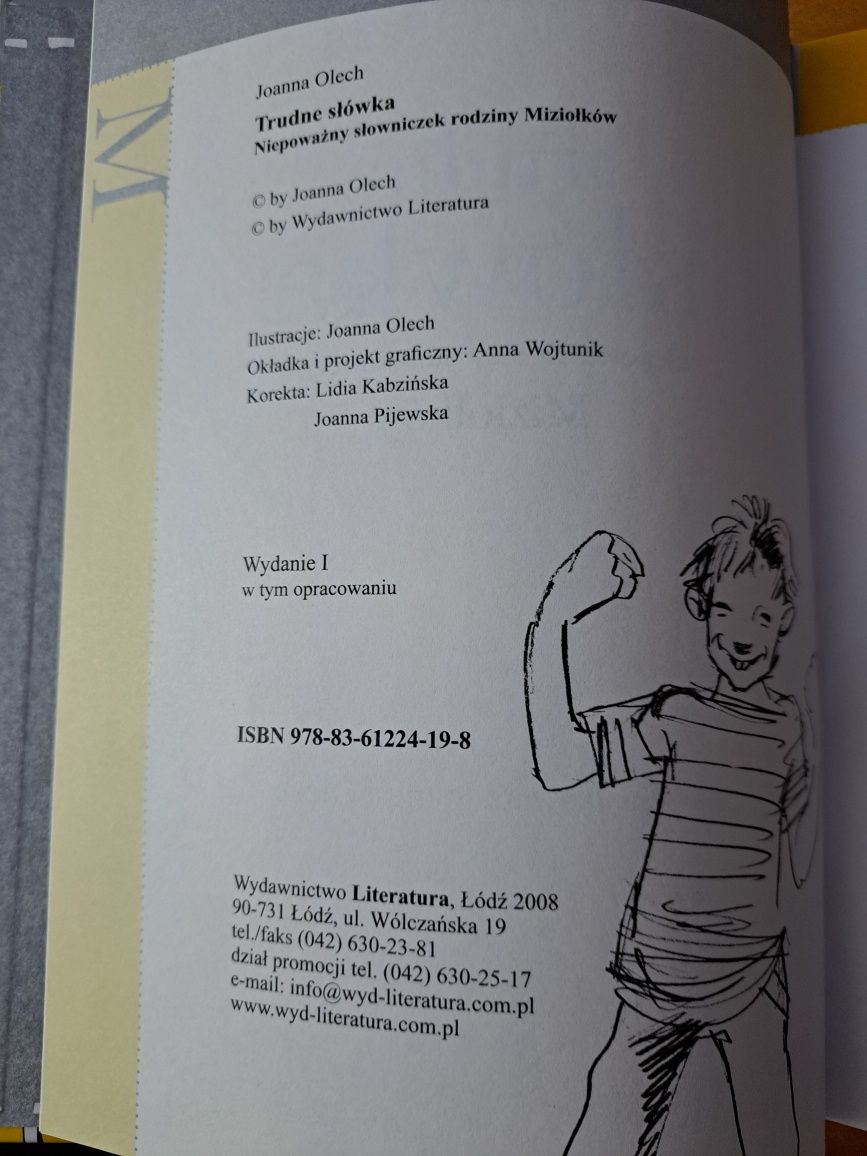 M
Joanna Olech
Trudne słówka
Niepoważny słowniczek rodziny Miziołków
© by Joanna Olech
© by Wydawnictwo Literatura
Ilustracje: Joanna Olech
Okładka i projekt graficzny: Anna Wojtunik
Korekta: Lidia Kabzińska
Joanna Pijewska
Wydanie I
w tym opracowaniu
ISBN 978-83-61224-19-8
Wydawnictwo Literatura, Łódź 2008
90-731 Łódź, ul. Wólczańska 19
tel./faks (042) 630-23-81
dział promocji tel. (042) 630-25-17
e-mail: info@wyd-literatura.com.pl
www.wyd-literatura.com.pl